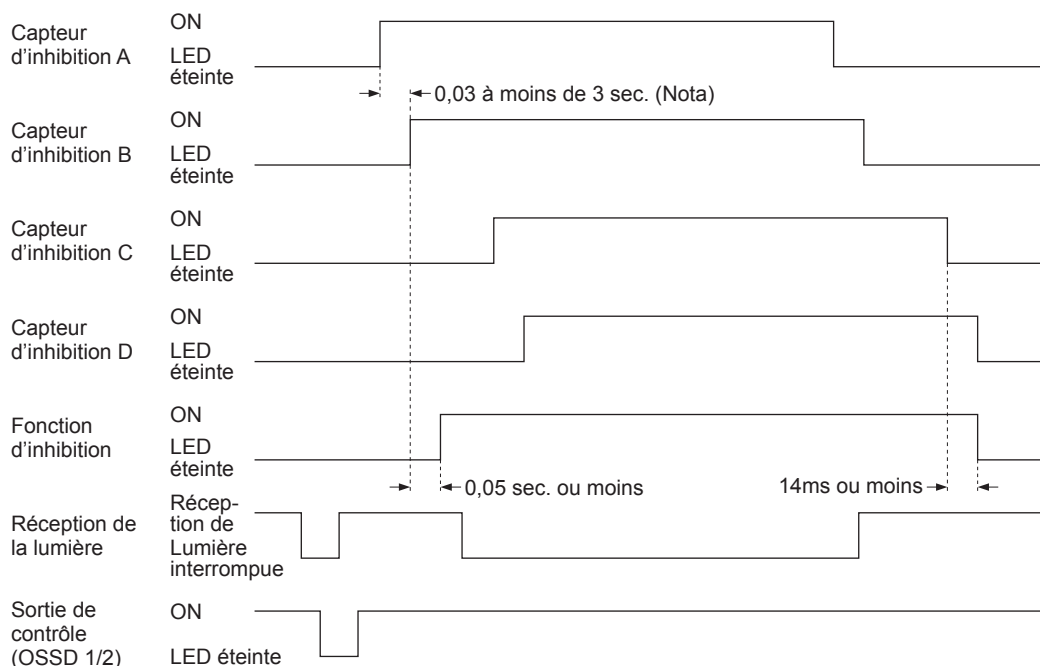 Capteur
d'inhibition A
ON
LED
éteinte
0,03 à moins de 3 sec. (Nota)
Capteur
d'inhibition B
ON
LED
éteinte
Capteur
d'inhibition C
ON
LED
éteinte
Capteur
d'inhibition D
ON
LED
éteinte
Fonction
d'inhibition
ON
LED
éteinte
0,05 sec. ou moins
14ms ou moins
Réception de
la lumière
Récep-
tion de
Lumière
interrompue
Sortie de
contrôle
(OSSD 1/2)
ON
LED éteinte